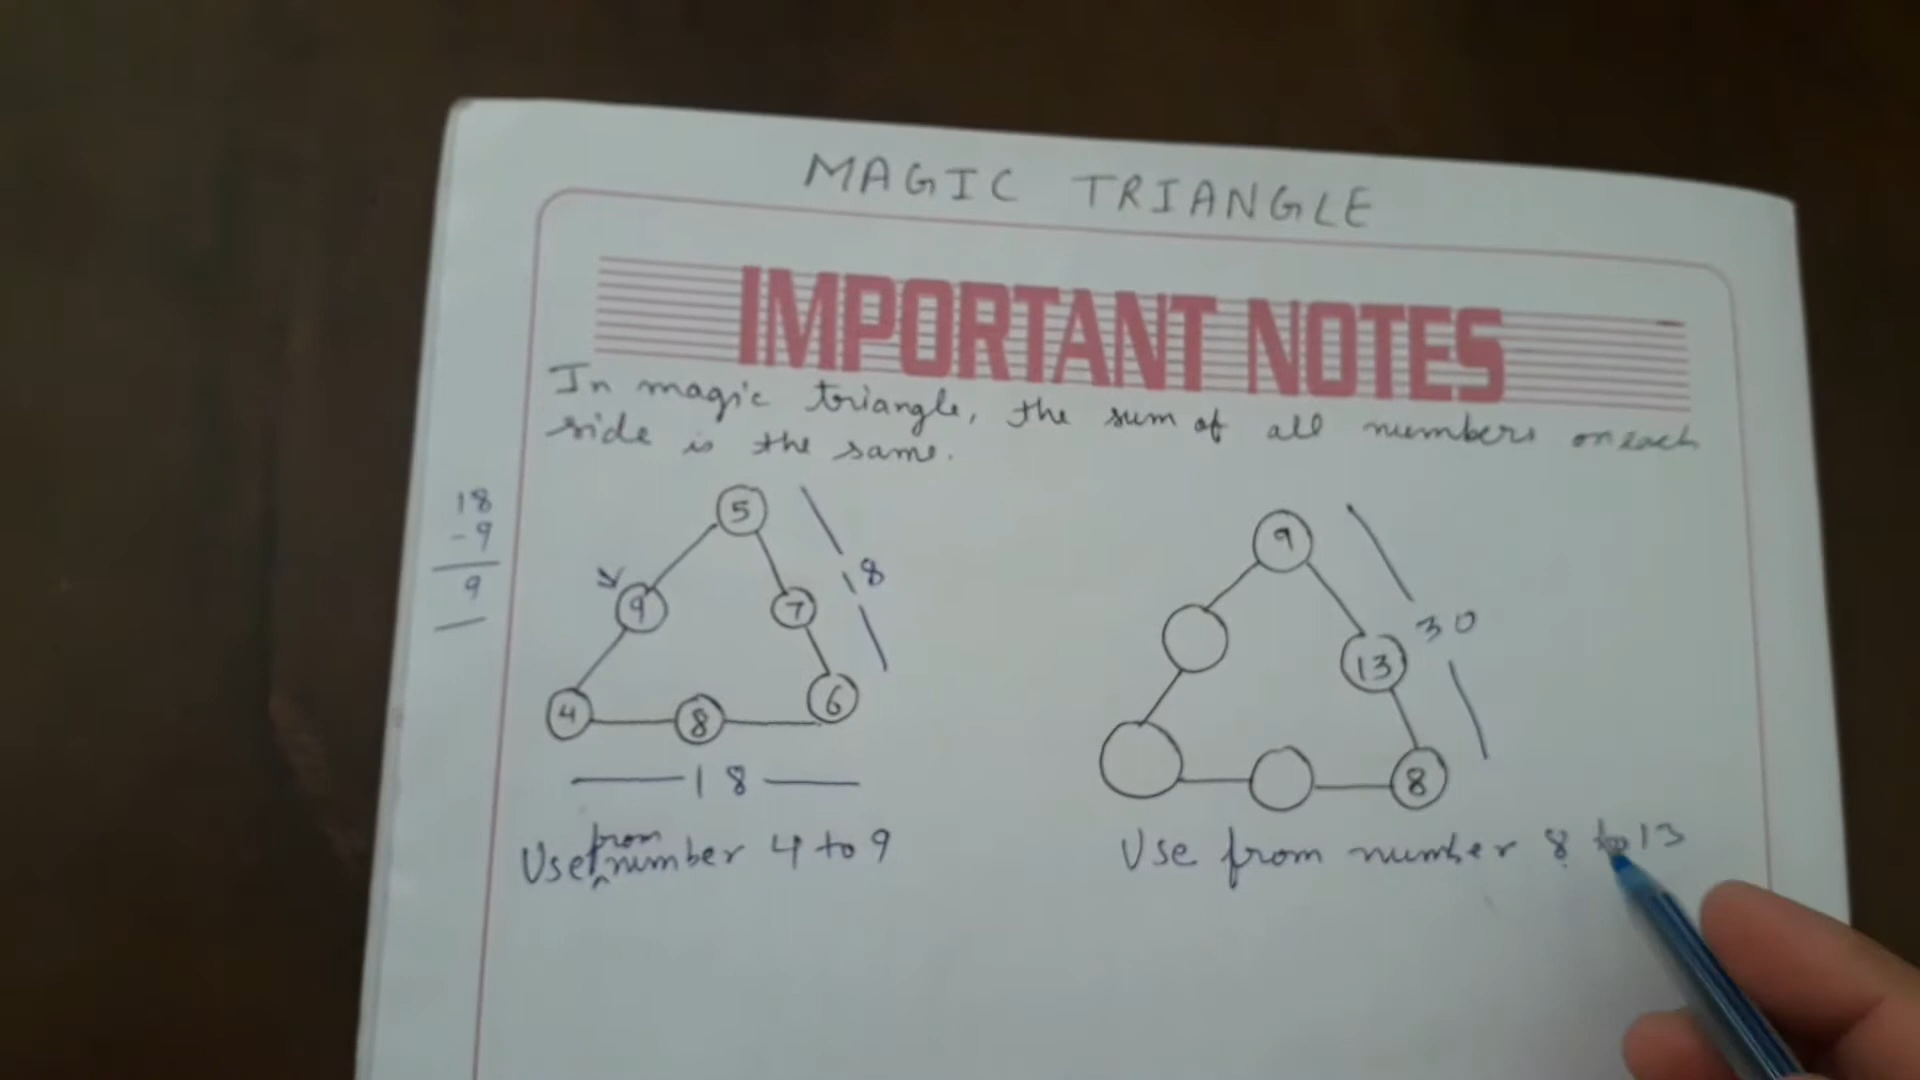 MAGIC TRIANGLE
IMPORTANT NOTES
In magic triangle, the sum of all numbers on each
side is the same.
18
-9
9
5
9
7
18
4
8
6
18
Use from number 4 to 9
9
13
30
8
Use from number 8 to 13